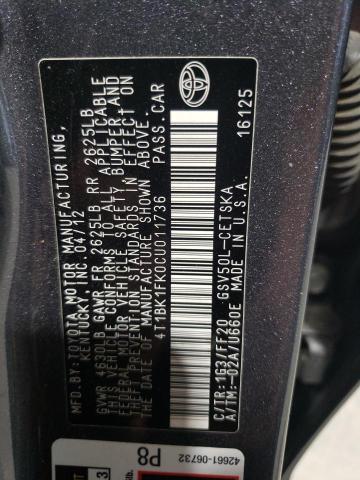 MFD.BY:TOYOTA MOTOR MANUFACTURING,
KENTUCKY, INC. 04/12
GVWR 4630LB GAWR FR 2625LB RR 2625LB
THIS VEHICLE CONFORMS TO ALL APPLICABLE
FEDERAL MOTOR VEHICLE SAFETY, BUMPER, AND
THEFT PREVENTION STANDARDS IN EFFECT ON
THE DATE OF MANUFACTURE SHOWN ABOVE.
4T1BK1FK0CU011736 PASS.CAR
C/TR:1G3/FF20 GSV50L-CETSKA
A/TM:-02A/U660E MADE IN U.S.A.
16125
42661-06732
P8